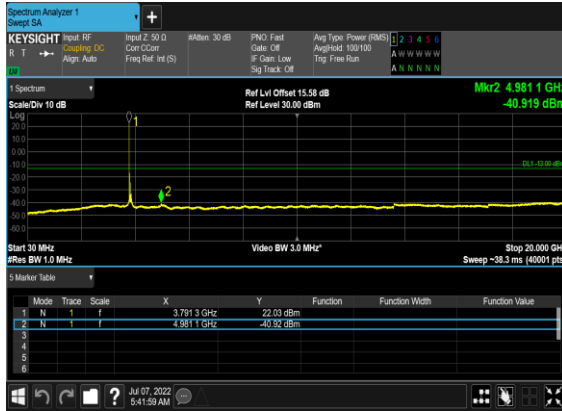 Spectrum Analyzer 1
Swept SA
+
KEYSIGHT Input: RF Input Z: 50 Ω #Atten: 30 dB PNO: Fast Avg Type: Power (RMS) 1 2 3 4 5 6
R T Coupling: DC Corr CCorr Gate: Off Avg|Hold: 100/100 A W W W W W
Align: Auto Freq Ref: Int (S) IF Gain: Low Trig: Free Run
LU Sig Track: Off A N N N N N
1 Spectrum Ref Lvl Offset 15.58 dB Mkr2 4.981 1 GHz
Scale/Div 10 dB Ref Level 30.00 dBm -40.919 dBm
Log
20.0
10.0
0.00
-10.0
-20.0
-30.0
-40.0
-50.0
-60.0
1
2
DL1 -13.00 dBm
Start 30 MHz Video BW 3.0 MHz* Stop 20.000 GH
#Res BW 1.0 MHz Sweep ~38.3 ms (40001 pts
5 Marker Table
Mode Trace Scale X Y Function Function Width Function Value
1 N 1 f 3.791 3 GHz 22.03 dBm
2 N 1 f 4.981 1 GHz -40.92 dBm
3
4
5
6
? Jul 07, 2022
5:41:59 AM